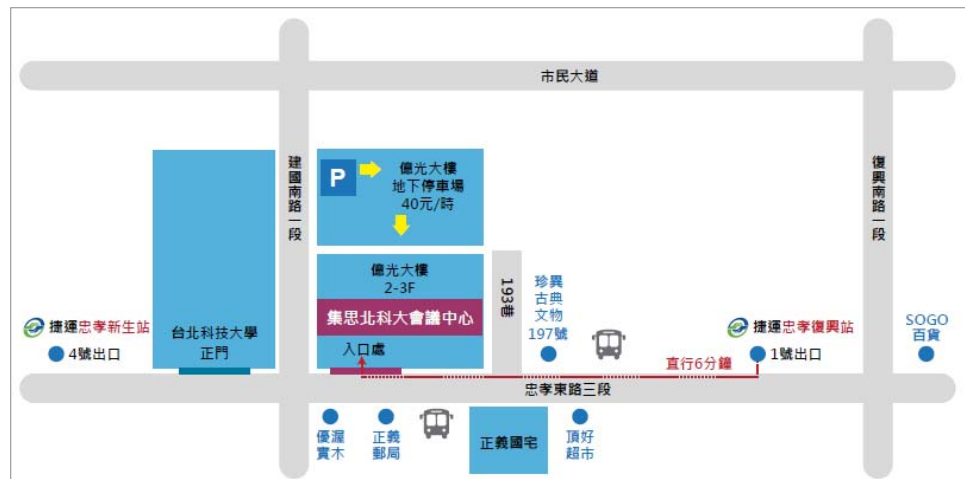 市民大道
建國南路一段
復興南路一段
P
億光大樓
地下停車場
40元/時
億光大樓
2-3F
集思北科大會議中心
入口處
193巷
珍異
古典
文物
197號
捷運忠孝新生站
4號出口
台北科技大學
正門
捷運忠孝復興站
1號出口
SOGO
百貨
直行6分鐘
忠孝東路三段
優渥
實木
正義
郵局
正義國宅
頂好
超市